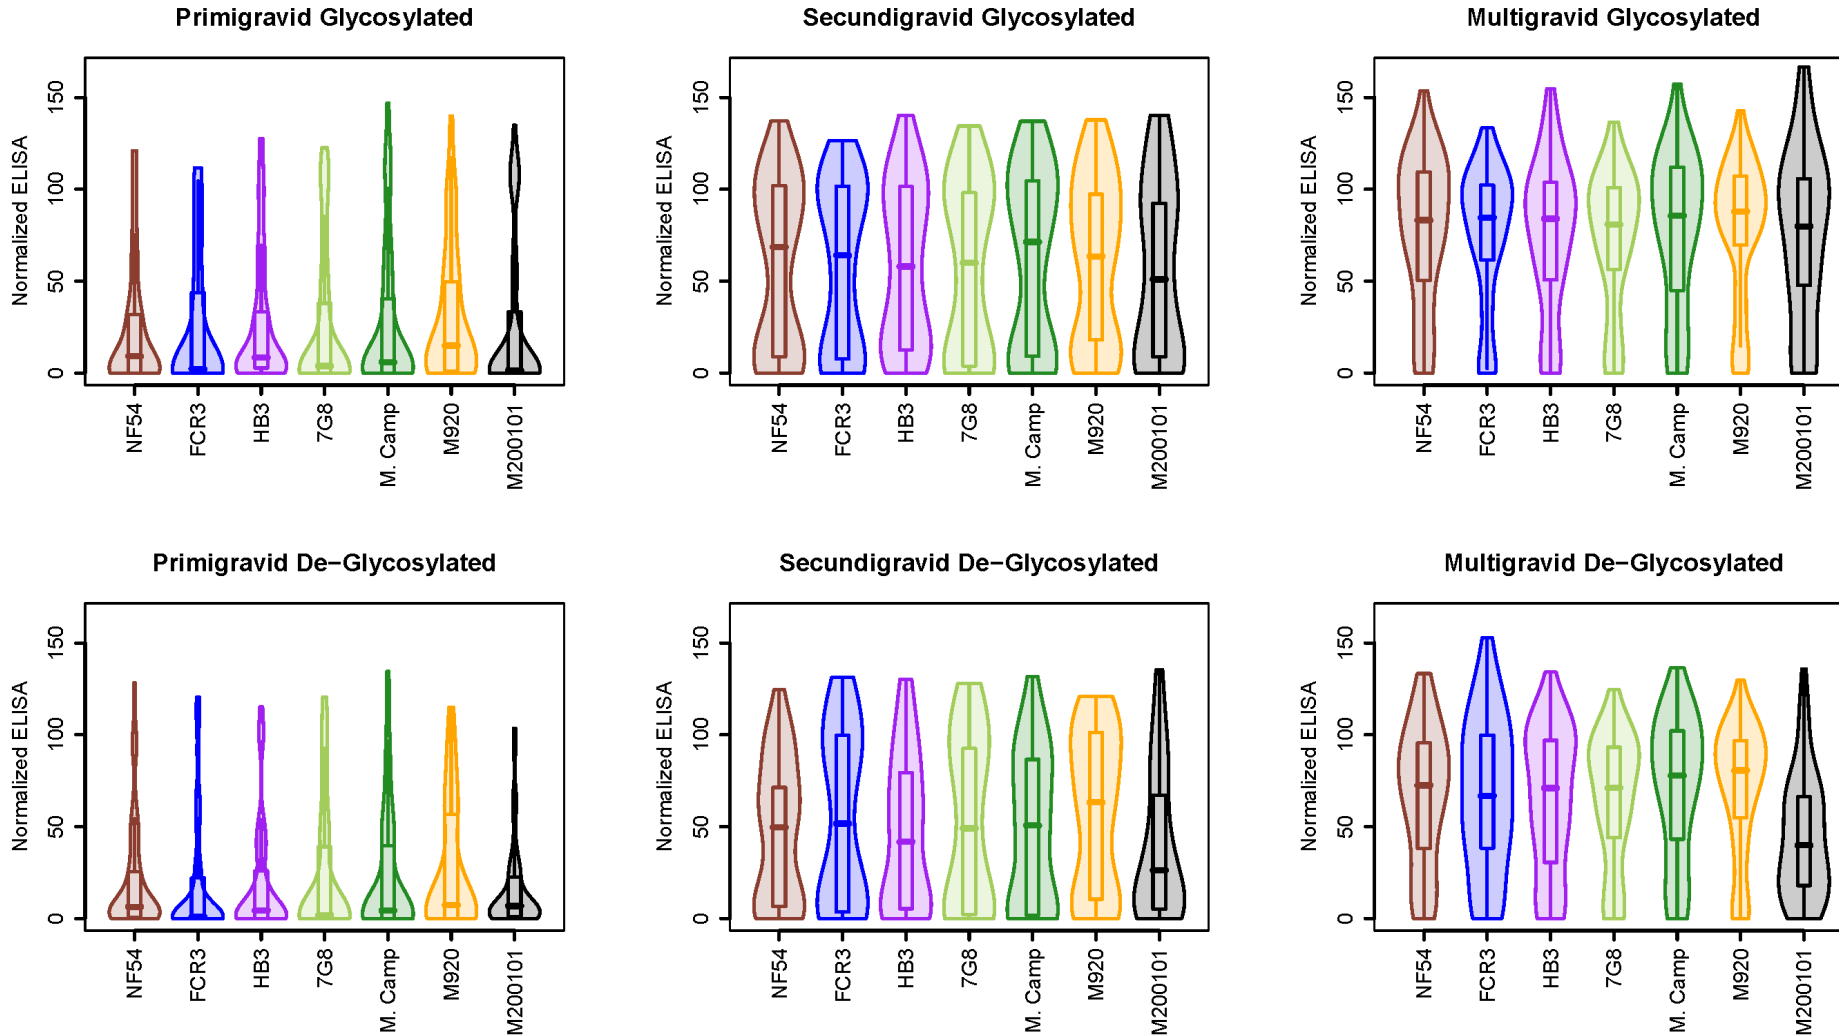 Primigravid Glycosylated
Normalized ELISA
150
100
50
0
NF54
FCR3
HB3
7G8
M. Camp
M920
M200101
Secundigravid Glycosylated
Normalized ELISA
150
100
50
0
NF54
FCR3
HB3
7G8
M. Camp
M920
M200101
Multigravid Glycosylated
Normalized ELISA
150
100
50
0
NF54
FCR3
HB3
7G8
M. Camp
M920
M200101
Primigravid De−Glycosylated
Normalized ELISA
150
100
50
0
NF54
FCR3
HB3
7G8
M. Camp
M920
M200101
Secundigravid De−Glycosylated
Normalized ELISA
150
100
50
0
NF54
FCR3
HB3
7G8
M. Camp
M920
M200101
Multigravid De−Glycosylated
Normalized ELISA
150
100
50
0
NF54
FCR3
HB3
7G8
M. Camp
M920
M200101